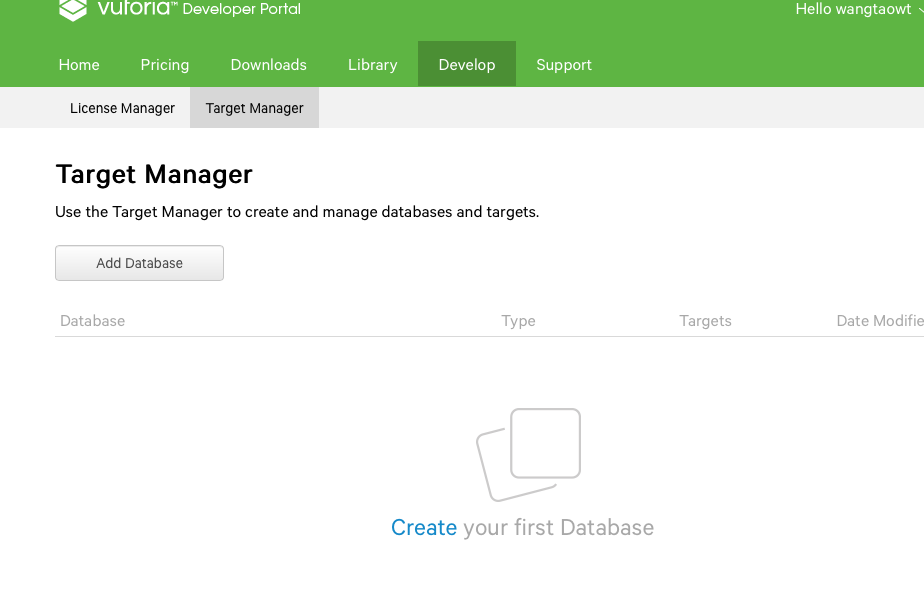 vuforia™ Developer Portal
Hello wangtaowt
Home Pricing Downloads Library Develop Support
License Manager Target Manager
Target Manager
Use the Target Manager to create and manage databases and targets.
Add Database
Database Type Targets Date Modifie
Create your first Database